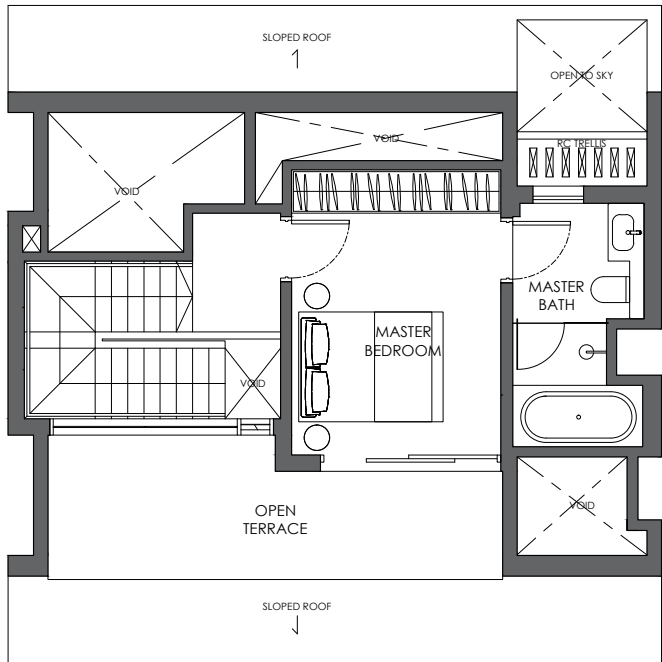 SLOPED ROOF
OPEN TO SKY
VOID
RC TRELLIS
VOID
MASTER
BATH
MASTER
BEDROOM
VOID
OPEN
TERRACE
VOID
SLOPED ROOF